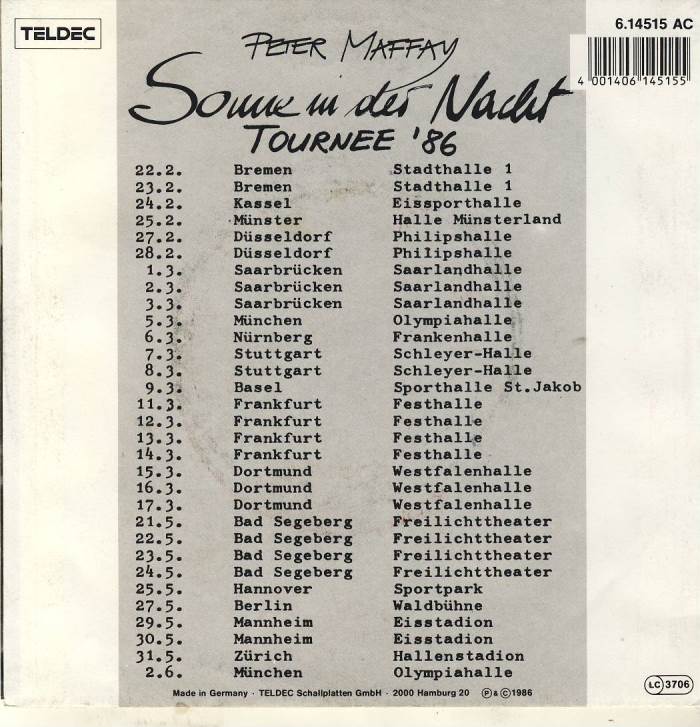 TELDEC
6.14515 AC
4 001406 145155
PETER MAFFAY
Sonne in der Nacht
TOURNEE '86
22.2. Bremen Stadthalle 1
23.2. Bremen Stadthalle 1
24.2. Kassel Eissporthalle
25.2. Münster Halle Münsterland
27.2. Düsseldorf Philipshalle
28.2. Düsseldorf Philipshalle
1.3. Saarbrücken Saarlandhalle
2.3. Saarbrücken Saarlandhalle
3.3. Saarbrücken Saarlandhalle
5.3. München Olympiahalle
6.3. Nürnberg Frankenhalle
7.3. Stuttgart Schleyer-Halle
8.3. Stuttgart Schleyer-Halle
9.3. Basel Sporthalle St.Jakob
11.3. Frankfurt Festhalle
12.3. Frankfurt Festhalle
13.3. Frankfurt Festhalle
14.3. Frankfurt Festhalle
15.3. Dortmund Westfalenhalle
16.3. Dortmund Westfalenhalle
17.3. Dortmund Westfalenhalle
21.5. Bad Segeberg Freilichttheater
22.5. Bad Segeberg Freilichttheater
23.5. Bad Segeberg Freilichttheater
24.5. Bad Segeberg Freilichttheater
25.5. Hannover Sportpark
27.5. Berlin Waldbühne
29.5. Mannheim Eisstadion
30.5. Mannheim Eisstadion
31.5. Zürich Hallenstadion
2.6. München Olympiahalle
Made in Germany · TELDEC Schallplatten GmbH · 2000 Hamburg 20 ℗ & © 1986
LC 3706